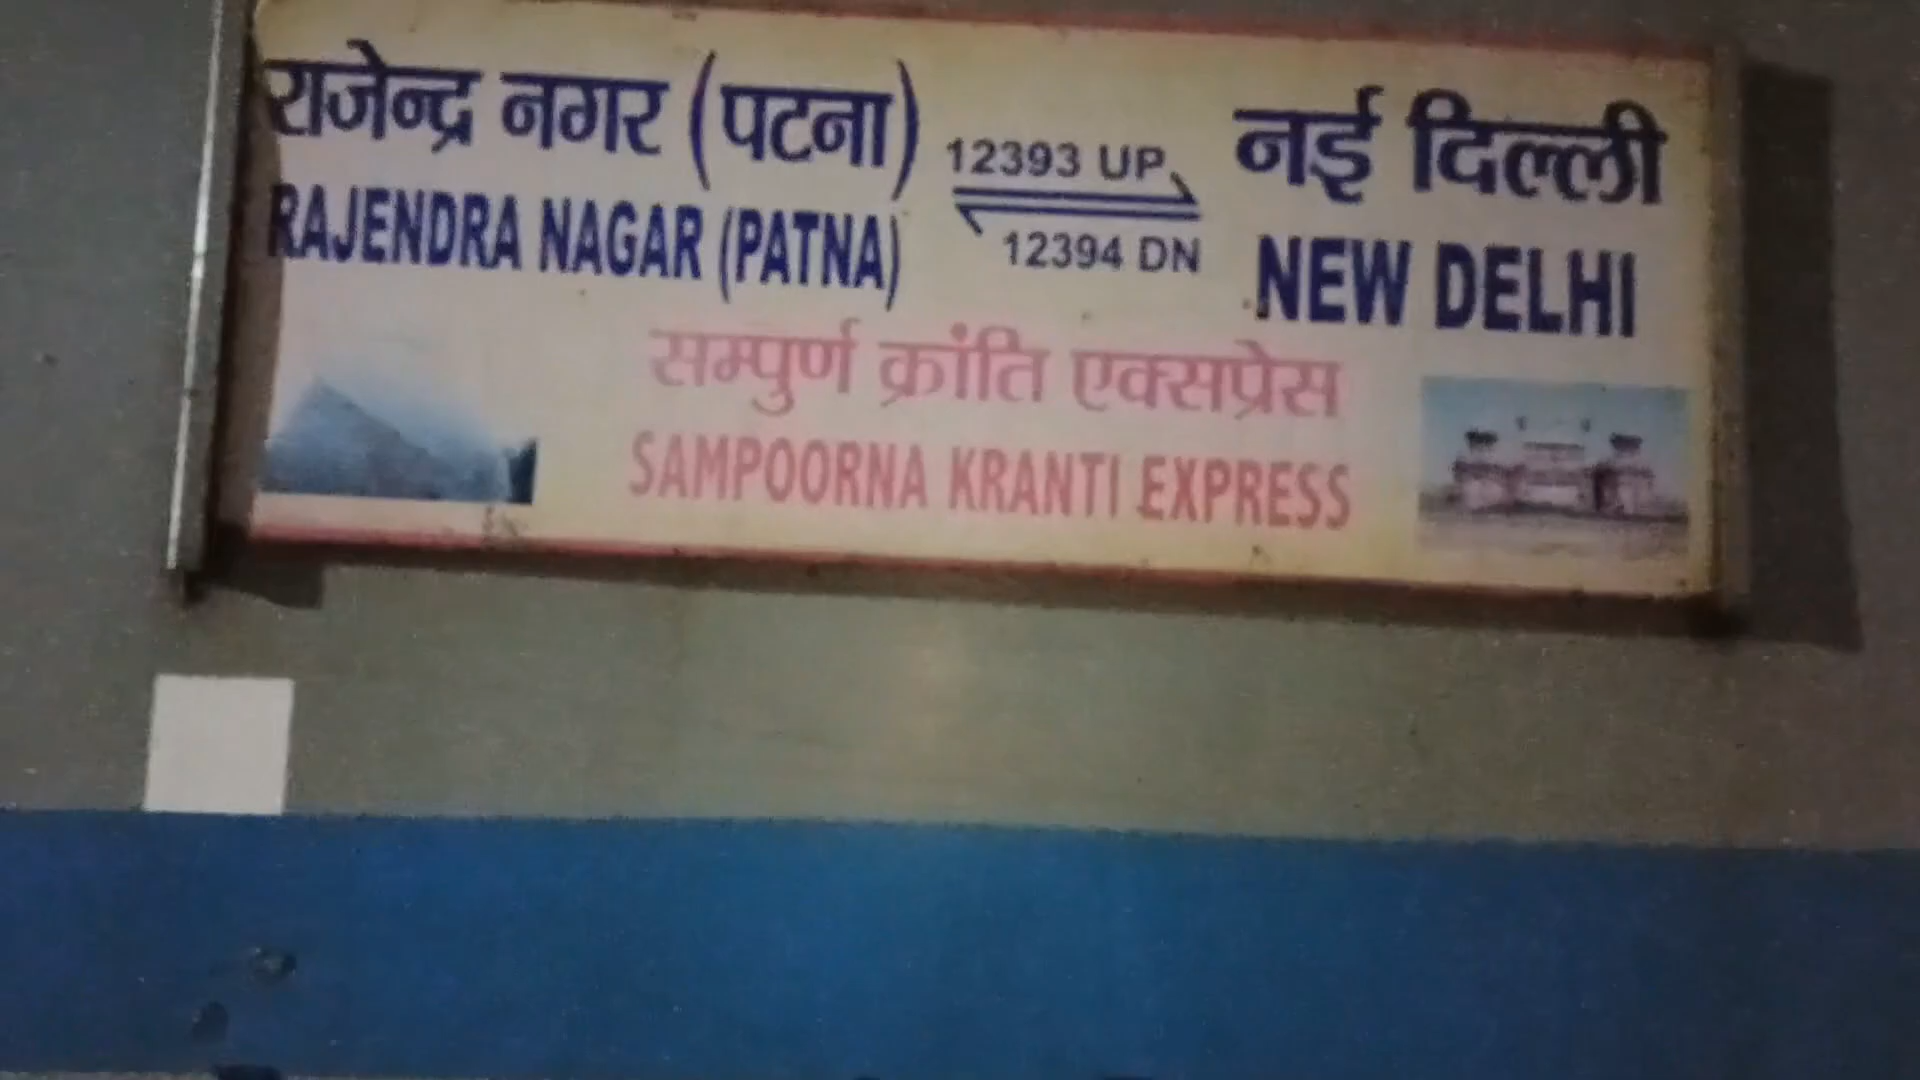 राजेन्द्र नगर (पटना)
RAJENDRA NAGAR (PATNA)
12393 UP
12394 DN
नई दिल्ली
NEW DELHI
सम्पुर्ण क्रांति एक्सप्रेस
SAMPOORNA KRANTI EXPRESS